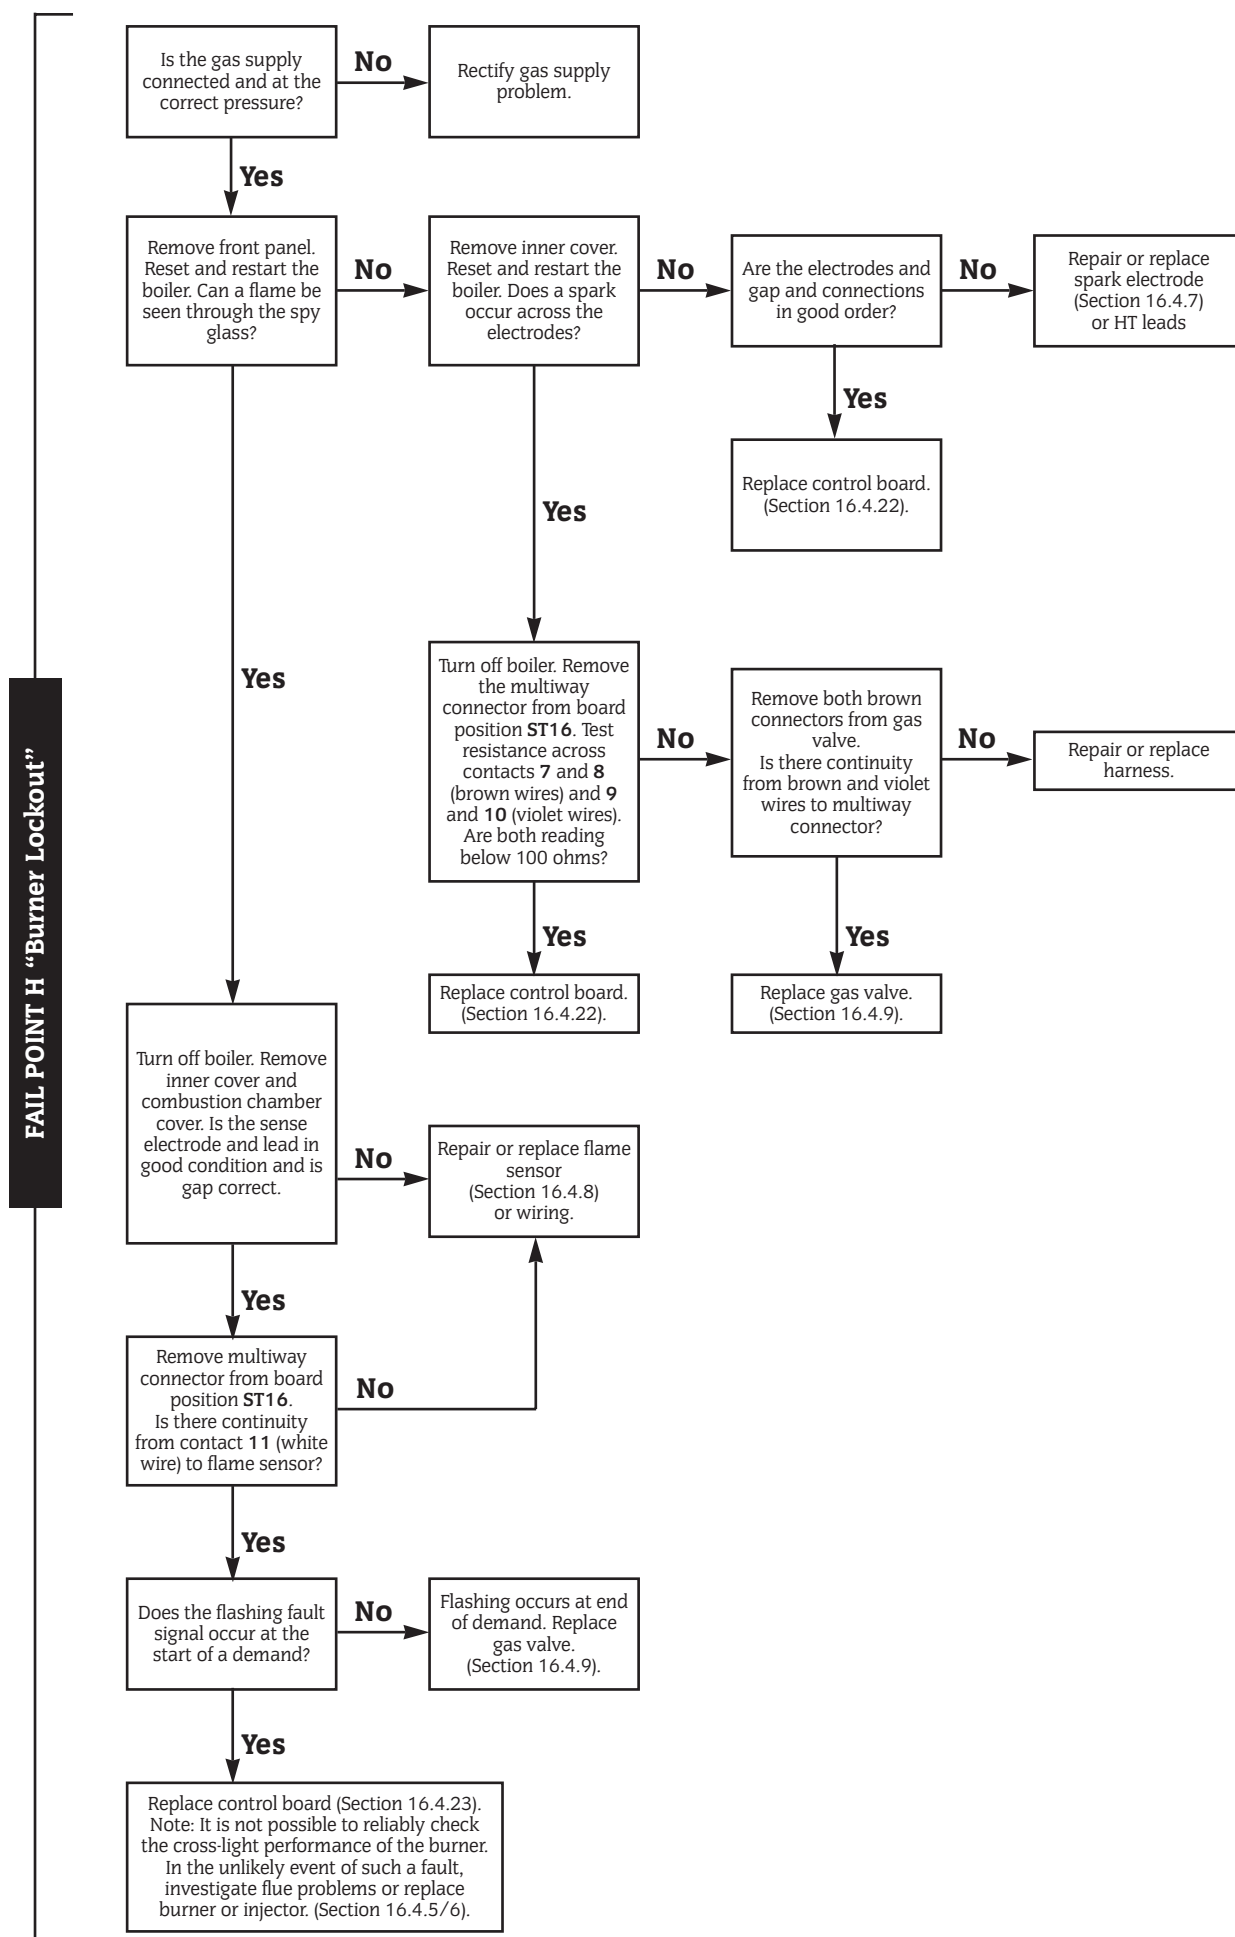 FAIL POINT H “Burner Lockout”
Is the gas supply
connected and at the
correct pressure?
No
Rectify gas supply
problem.
Yes
Remove front panel.
Reset and restart the
boiler. Can a flame be
seen through the spy
glass?
No
Remove inner cover.
Reset and restart the
boiler. Does a spark
occur across the
electrodes?
No
Are the electrodes and
gap and connections
in good order?
No
Repair or replace
spark electrode
(Section 16.4.7)
or HT leads
Yes
Replace control board.
(Section 16.4.22).
Yes
Yes
Turn off boiler. Remove
the multiway
connector from board
position ST16. Test
resistance across
contacts 7 and 8
(brown wires) and 9
and 10 (violet wires).
Are both reading
below 100 ohms?
No
Remove both brown
connectors from gas
valve.
Is there continuity
from brown and violet
wires to multiway
connector?
No
Repair or replace
harness.
Yes
Replace control board.
(Section 16.4.22).
Yes
Replace gas valve.
(Section 16.4.9).
Turn off boiler. Remove
inner cover and
combustion chamber
cover. Is the sense
electrode and lead in
good condition and is
gap correct.
No
Repair or replace flame
sensor
(Section 16.4.8)
or wiring.
Yes
Remove multiway
connector from board
position ST16.
Is there continuity
from contact 11 (white
wire) to flame sensor?
No
Yes
Does the flashing fault
signal occur at the
start of a demand?
No
Flashing occurs at end
of demand. Replace
gas valve.
(Section 16.4.9).
Yes
Replace control board (Section 16.4.23).
Note: It is not possible to reliably check
the cross-light performance of the burner.
In the unlikely event of such a fault,
investigate flue problems or replace
burner or injector. (Section 16.4.5/6).